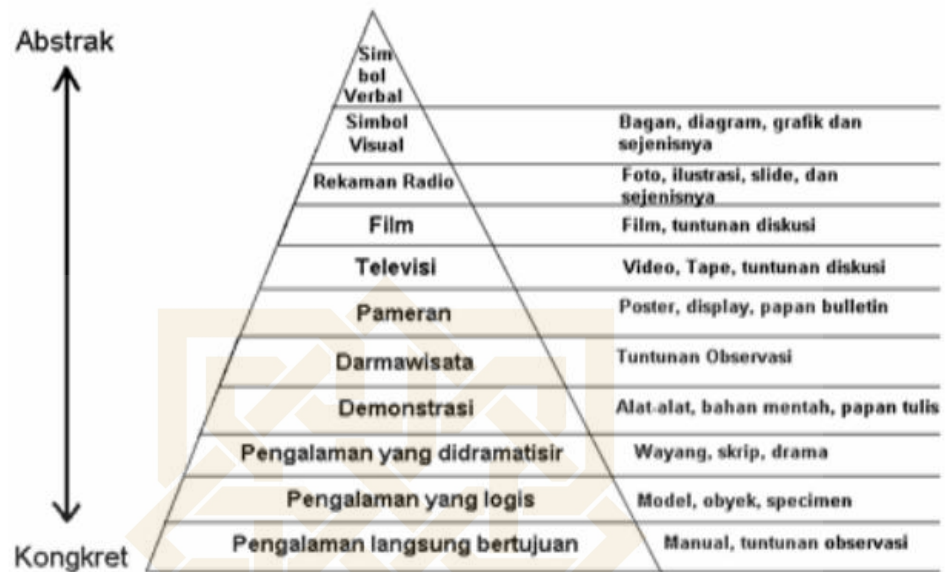 Abstrak
Sim
bol
Verbal
Simbol
Visual
Bagan, diagram, grafik dan
sejenisnya
Rekaman Radio
Foto, ilustrasi, slide, dan
sejenisnya
Film
Film, tuntunan diskusi
Televisi
Video, Tape, tuntunan diskusi
Pameran
Poster, display, papan bulletin
Darmawisata
Tuntunan Observasi
Demonstrasi
Alat-alat, bahan mentah, papan tulis
Pengalaman yang didramatisir
Wayang, skrip, drama
Pengalaman yang logis
Model, obyek, specimen
Kongkret
Pengalaman langsung bertujuan
Manual, tuntunan observasi